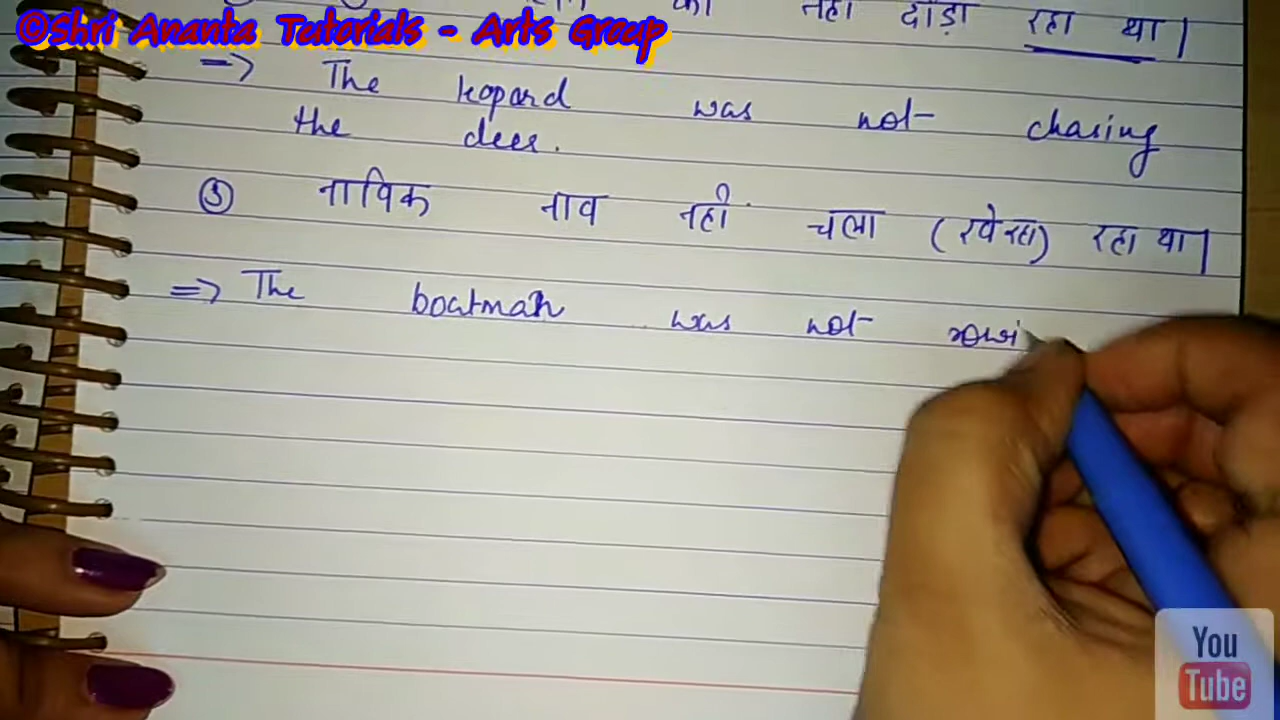 ©Shri Ananta Tutorials - Arts Group
को नहीं दौड़ा रहा था।
=> The leopard was not chasing
the deer.
③ नाविक नाव नहीं चला (खे रहा) रहा था।
=> The boatman was not rowi
You
Tube